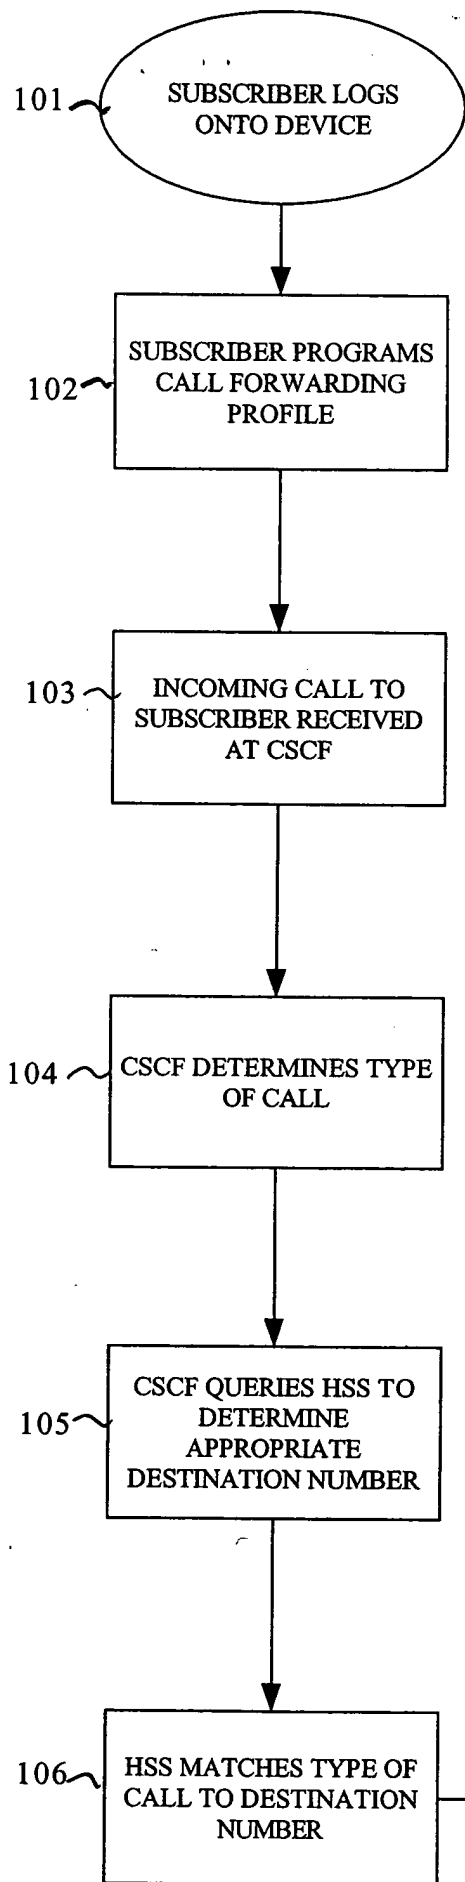 101
SUBSCRIBER LOGS
ONTO DEVICE
102
SUBSCRIBER PROGRAMS
CALL FORWARDING
PROFILE
103
INCOMING CALL TO
SUBSCRIBER RECEIVED
AT CSCF
104
CSCF DETERMINES TYPE
OF CALL
105
CSCF QUERIES HSS TO
DETERMINE
APPROPRIATE
DESTINATION NUMBER
106
HSS MATCHES TYPE OF
CALL TO DESTINATION
NUMBER